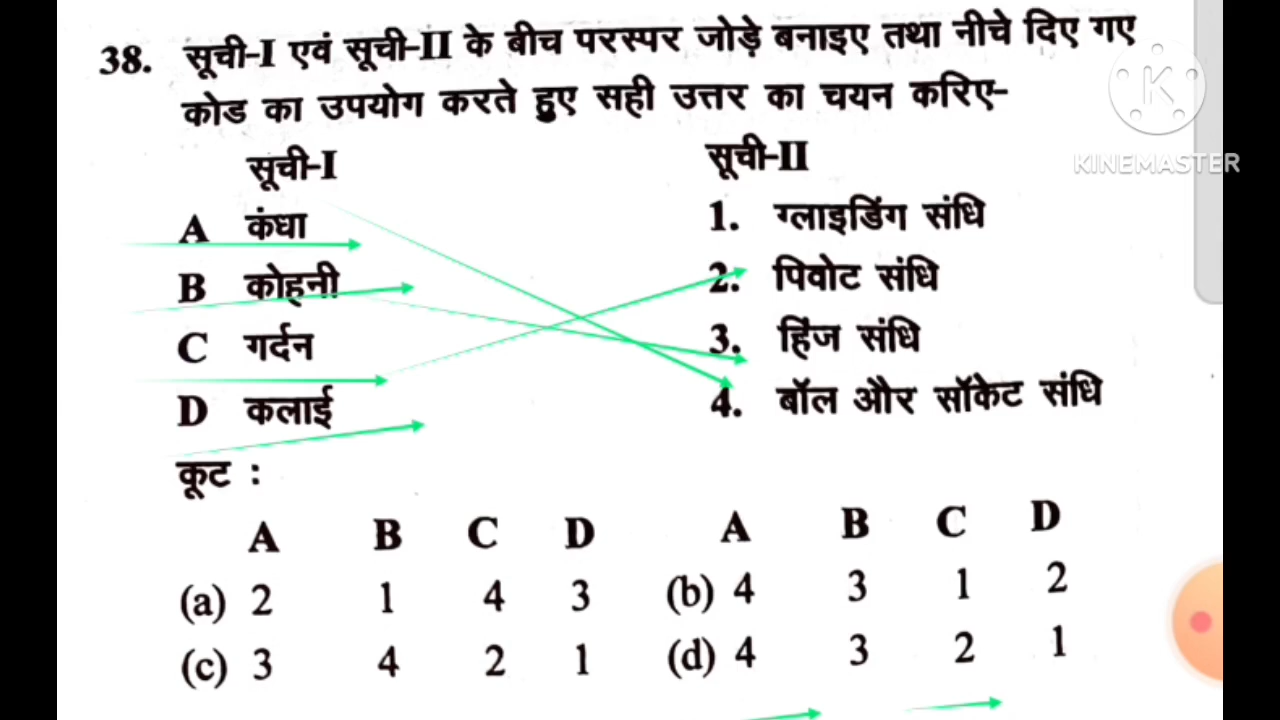 38. सूची-I एवं सूची-II के बीच परस्पर जोड़े बनाइए तथा नीचे दिए गए
कोड का उपयोग करते हुए सही उत्तर का चयन करिए-
K
KINEMASTER
सूची-I सूची-II
A कंधा 1. ग्लाइडिंग संधि
B कोहनी 2. पिवोट संधि
C गर्दन 3. हिंज संधि
D कलाई 4. बॉल और सॉकेट संधि
कूट :
A B C D A B C D
(a) 2 1 4 3 (b) 4 3 1 2
(c) 3 4 2 1 (d) 4 3 2 1